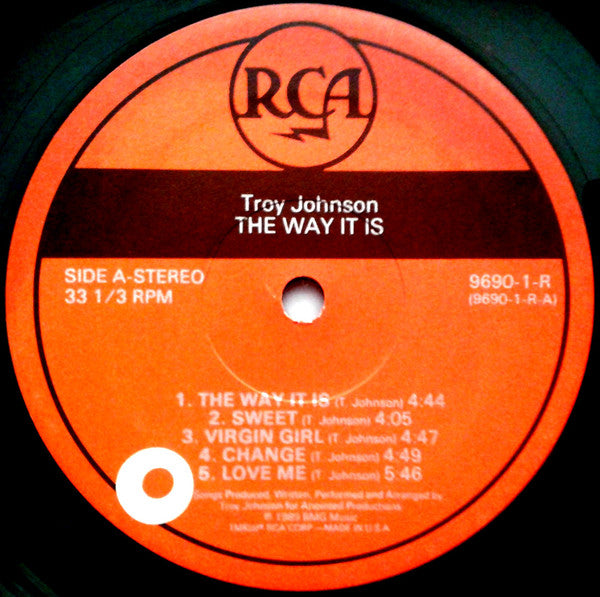 RCA
Troy Johnson
THE WAY IT IS
SIDE A-STEREO
33 1/3 RPM
9690-1-R
(9690-1-R-A)
1. THE WAY IT IS (T. Johnson) 4:44
2. SWEET (T. Johnson) 4:05
3. VIRGIN GIRL (T. Johnson) 4:47
4. CHANGE (T. Johnson) 4:49
5. LOVE ME (T. Johnson) 5:46
Songs Produced, Written, Performed and Arranged by
Troy Johnson for Anointed Productions
℗ 1989 BMG Music
TMK(s)® RCA CORP—MADE IN U.S.A